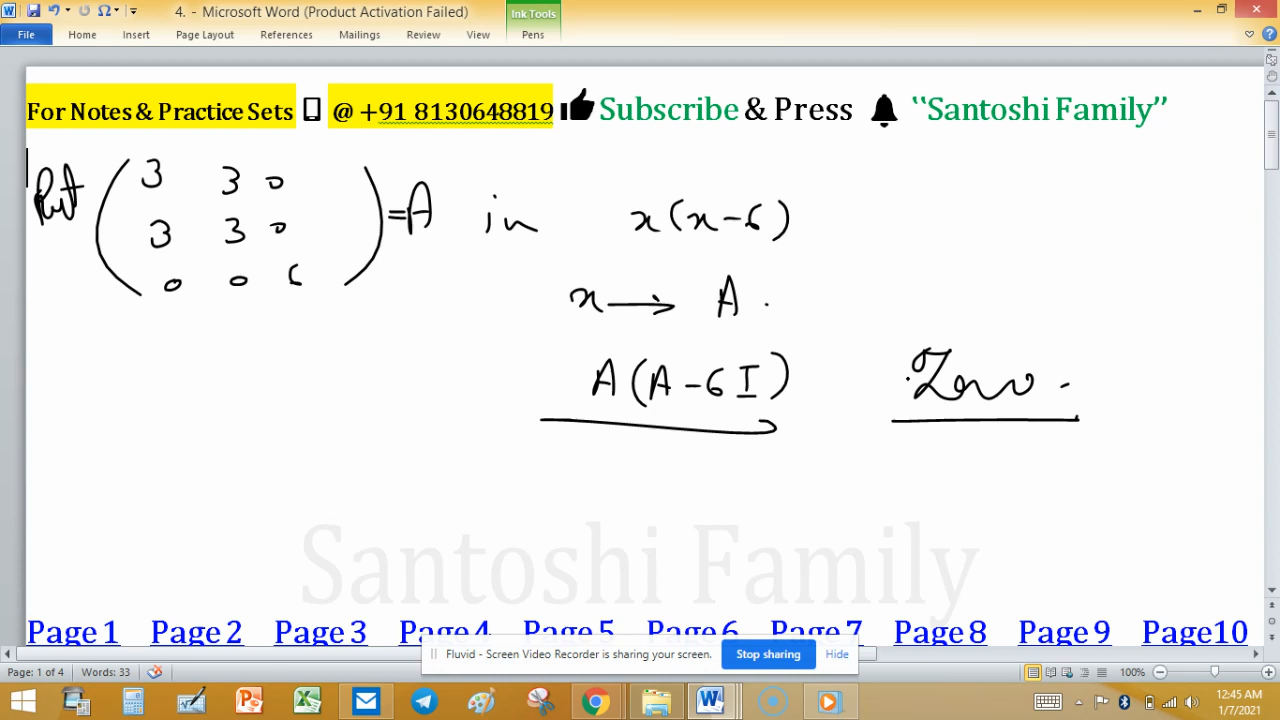 4. - Microsoft Word (Product Activation Failed)
Ink Tools
File Home Insert Page Layout References Mailings Review View Pens
For Notes & Practice Sets @ +91 8130648819 Subscribe & Press "Santoshi Family"
Put ( 3 3 0
3 3 0
0 0 6 ) = A in x(x-6)
x → A .
A(A-6I) Zero .
Santoshi Family
Page 1 Page 2 Page 3 Page 4 Page 5 Page 6 Page 7 Page 8 Page 9 Page10
Fluvid - Screen Video Recorder is sharing your screen. Stop sharing Hide
Page: 1 of 4 Words: 33 100%
12:45 AM
1/7/2021